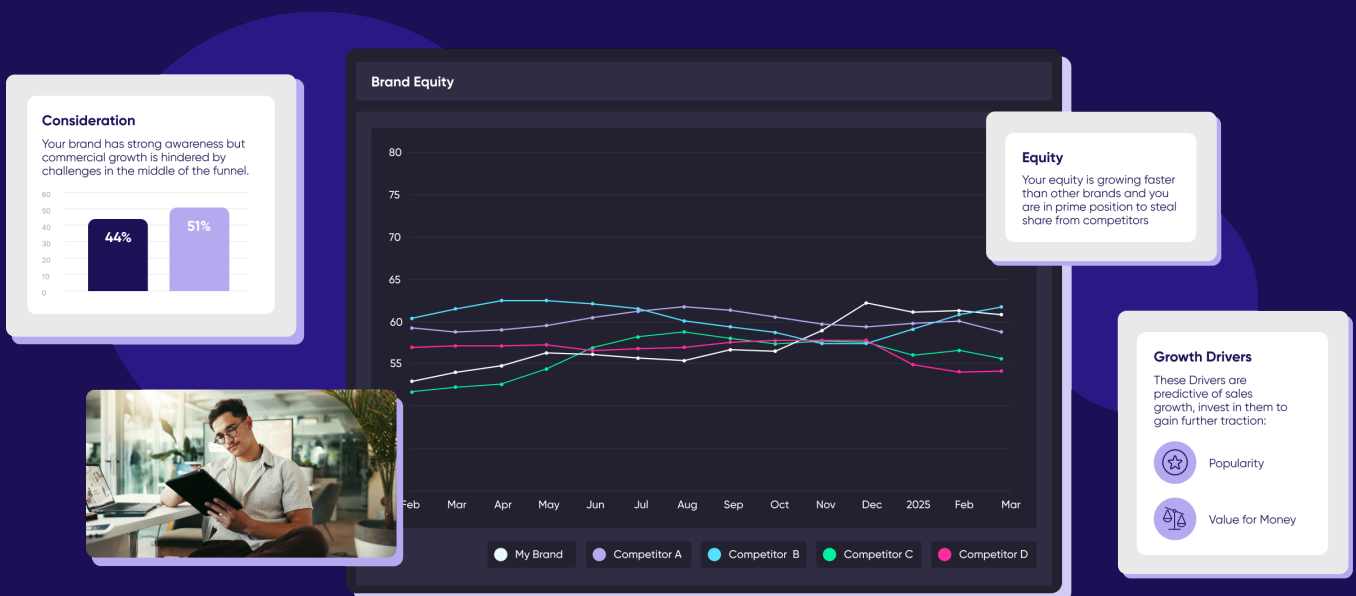 Consideration
Your brand has strong awareness but
commercial growth is hindered by
challenges in the middle of the funnel.
60
50
40
30
20
10
0
44%
51%
Brand Equity
80
75
70
65
60
55
Feb Mar Apr May Jun Jul Aug Sep Oct Nov Dec 2025 Feb Mar
My Brand Competitor A Competitor B Competitor C Competitor D
Equity
Your equity is growing faster
than other brands and you
are in prime position to steal
share from competitors
Growth Drivers
These Drivers are
predictive of sales
growth, invest in them to
gain further traction:
Popularity
Value for Money